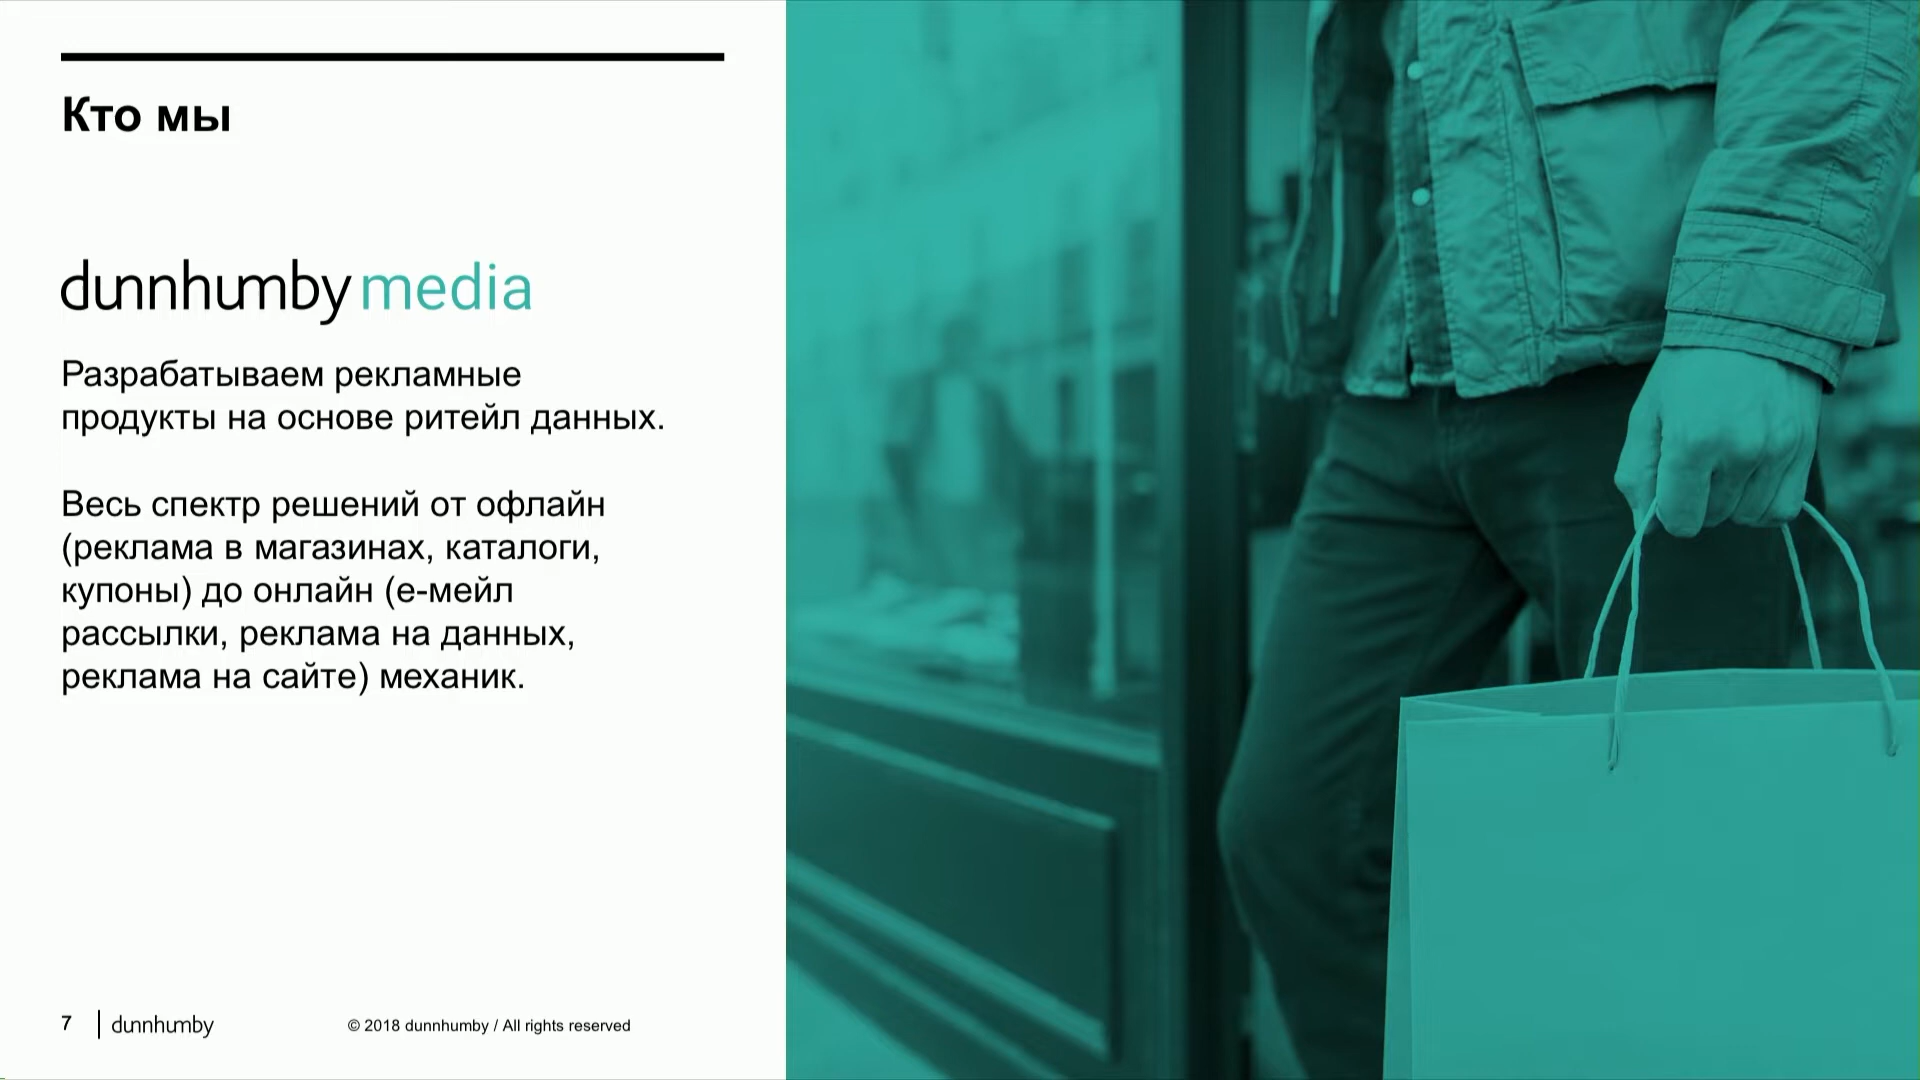 Кто мы
dunnhumby media
Разрабатываем рекламные
продукты на основе ритейл данных.
Весь спектр решений от офлайн
(реклама в магазинах, каталоги,
купоны) до онлайн (е-мейл
рассылки, реклама на данных,
реклама на сайте) механик.
7 | dunnhumby © 2018 dunnhumby / All rights reserved